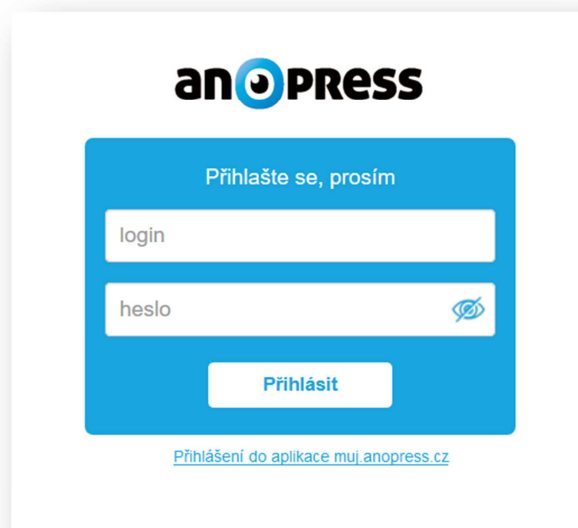 anopress
Přihlašte se, prosím
login
heslo
Přihlásit
Přihlášení do aplikace muj.anopress.cz